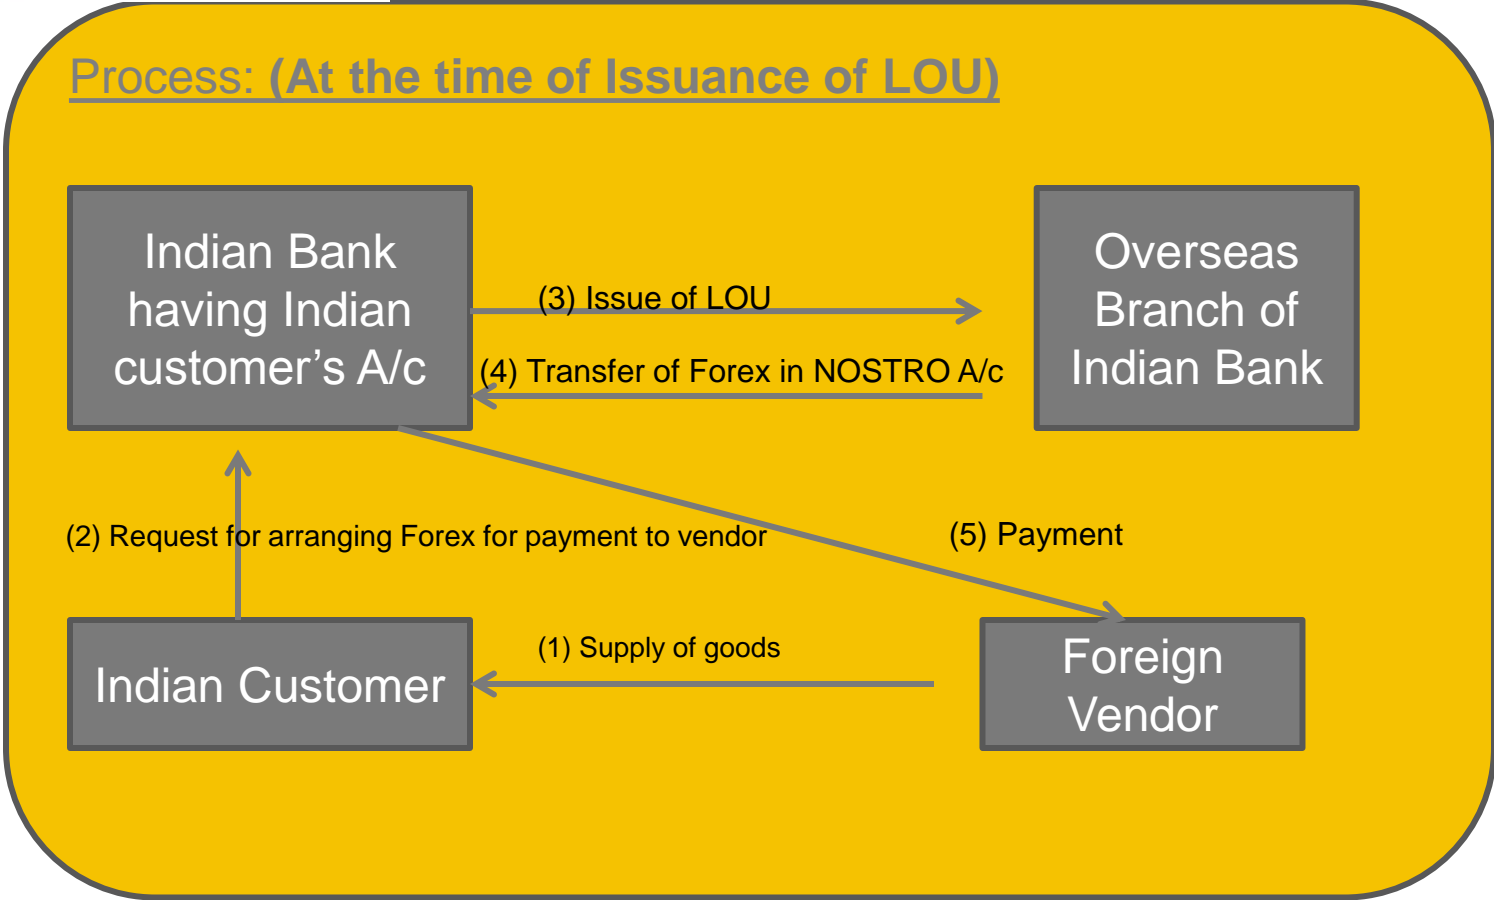 Process: (At the time of Issuance of LOU)
Indian Bank
having Indian
customer’s A/c
(3) Issue of LOU
(4) Transfer of Forex in NOSTRO A/c
Overseas
Branch of
Indian Bank
(2) Request for arranging Forex for payment to vendor
(5) Payment
Indian Customer
(1) Supply of goods
Foreign
Vendor